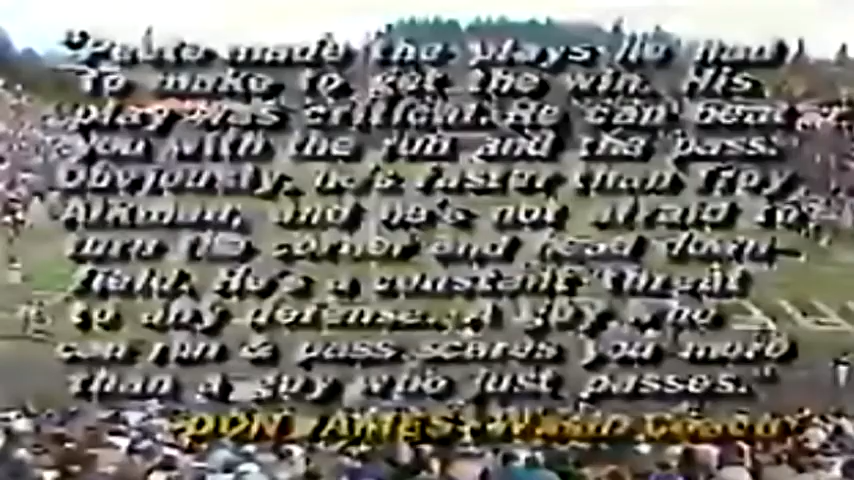 "Peete made the plays he had
to make to get the win. His
play was critical. He can beat
you with the run and the pass.
Obviously, he's faster than Troy
Aikman, and he's not afraid to
turn the corner and head down
field. He's a constant threat
to any defense. A guy who
can run & pass scares you more
than a guy who just passes."
DON JAMES, Wash Coach